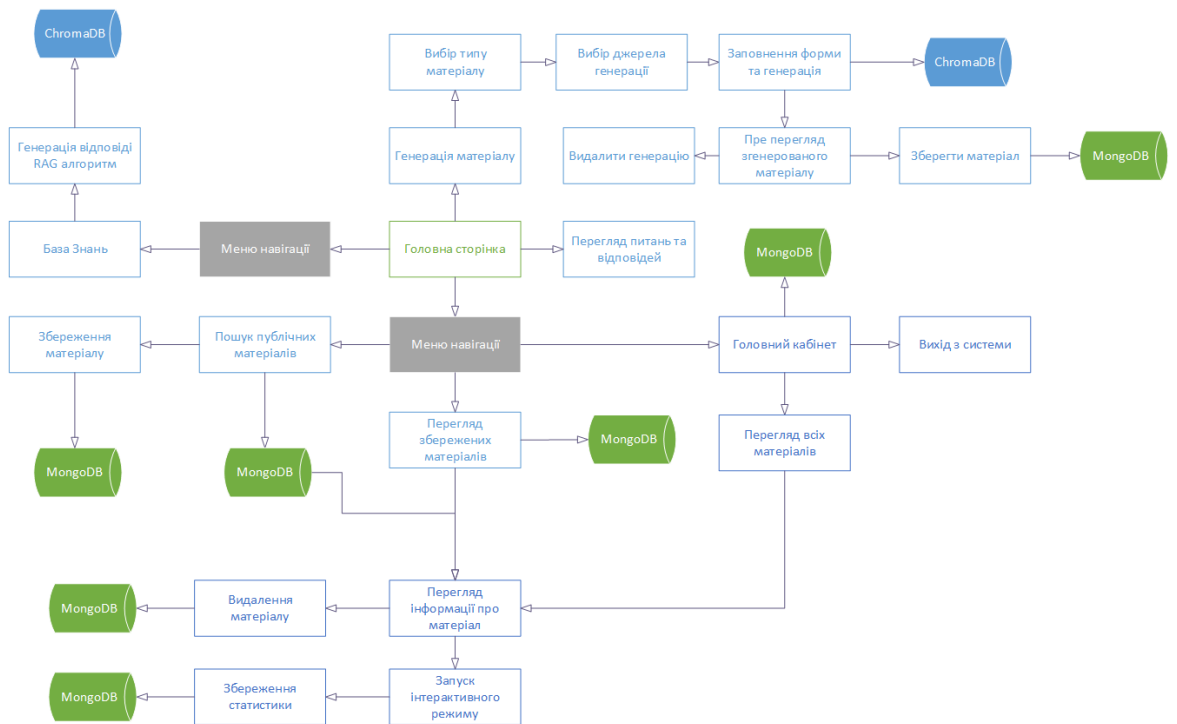 ChromaDB
Вибір типу
матеріалу
Вибір джерела
генерації
Заповнення форми
та генерація
ChromaDB
Генерація відповіді
RAG алгоритм
Генерація матеріалу
Видалити генерацію
Пре перегляд
згенерованого
матеріалу
Зберегти матеріал
MongoDB
База Знань
Меню навігації
Головна сторінка
Перегляд питань та
відповідей
MongoDB
Збереження
матеріалу
Пошук публічних
матеріалів
Меню навігації
Головний кабінет
Вихід з системи
Перегляд
збережених
матеріалів
MongoDB
Перегляд всіх
матеріалів
MongoDB
MongoDB
MongoDB
Видалення
матеріалу
Перегляд
інформації про
матеріал
MongoDB
Збереження
статистики
Запуск
інтерактивного
режиму